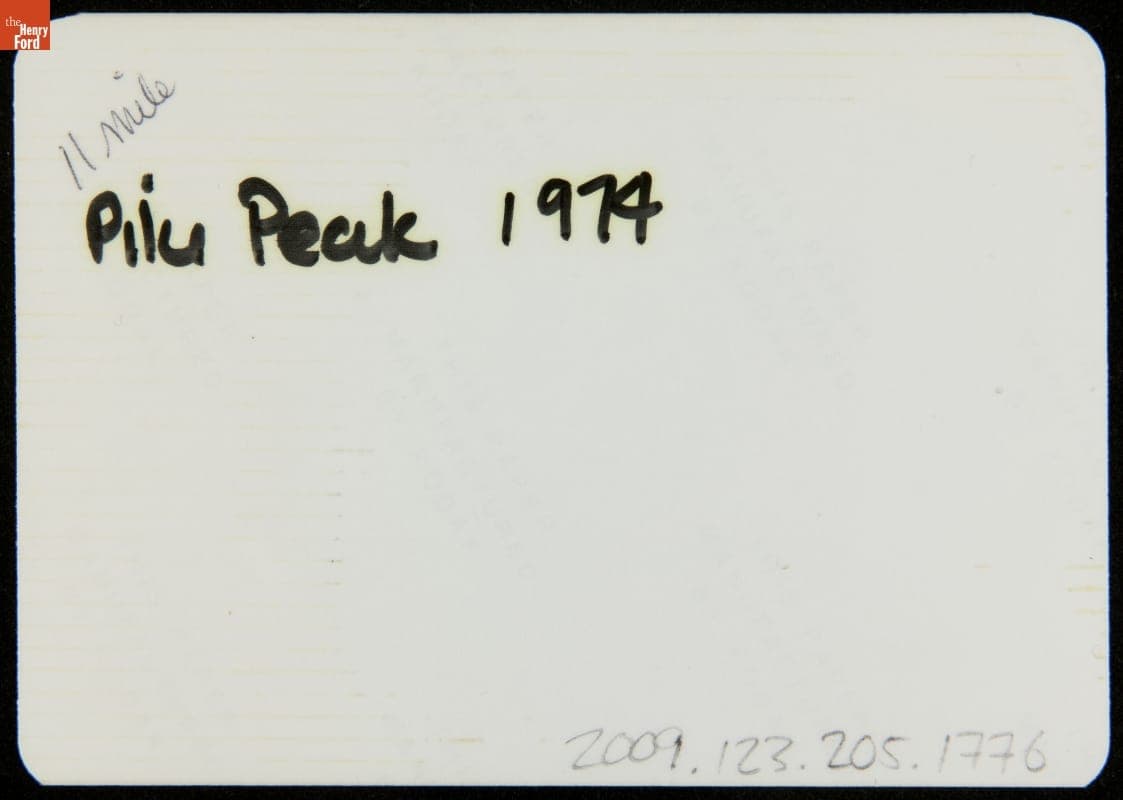 the
Henry
Ford
11 mile
Pike Peak 1974
2009.123.205.1776